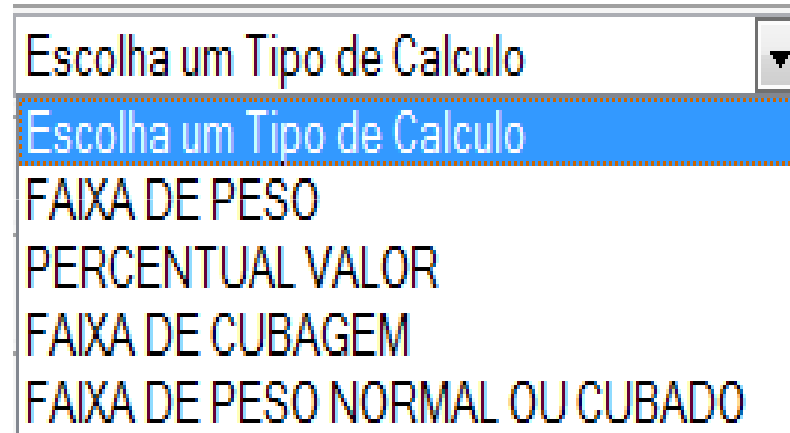 Escolha um Tipo de Calculo
Escolha um Tipo de Calculo
FAIXA DE PESO
PERCENTUAL VALOR
FAIXA DE CUBAGEM
FAIXA DE PESO NORMAL OU CUBADO